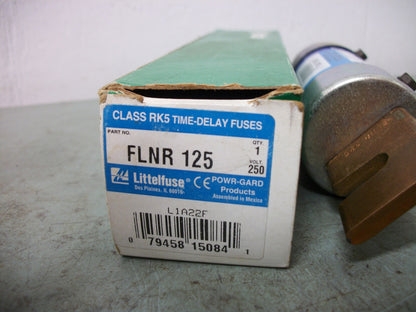 CLASS RK5 TIME-DELAY FUSES
PART NO. QTY.
FLNR 125 1
VOLT.
250
Littelfuse® CE POWR-GARD
Des Plaines, IL 60016 Products
Assembled in Mexico
L1A22F
0 79458 15084 1